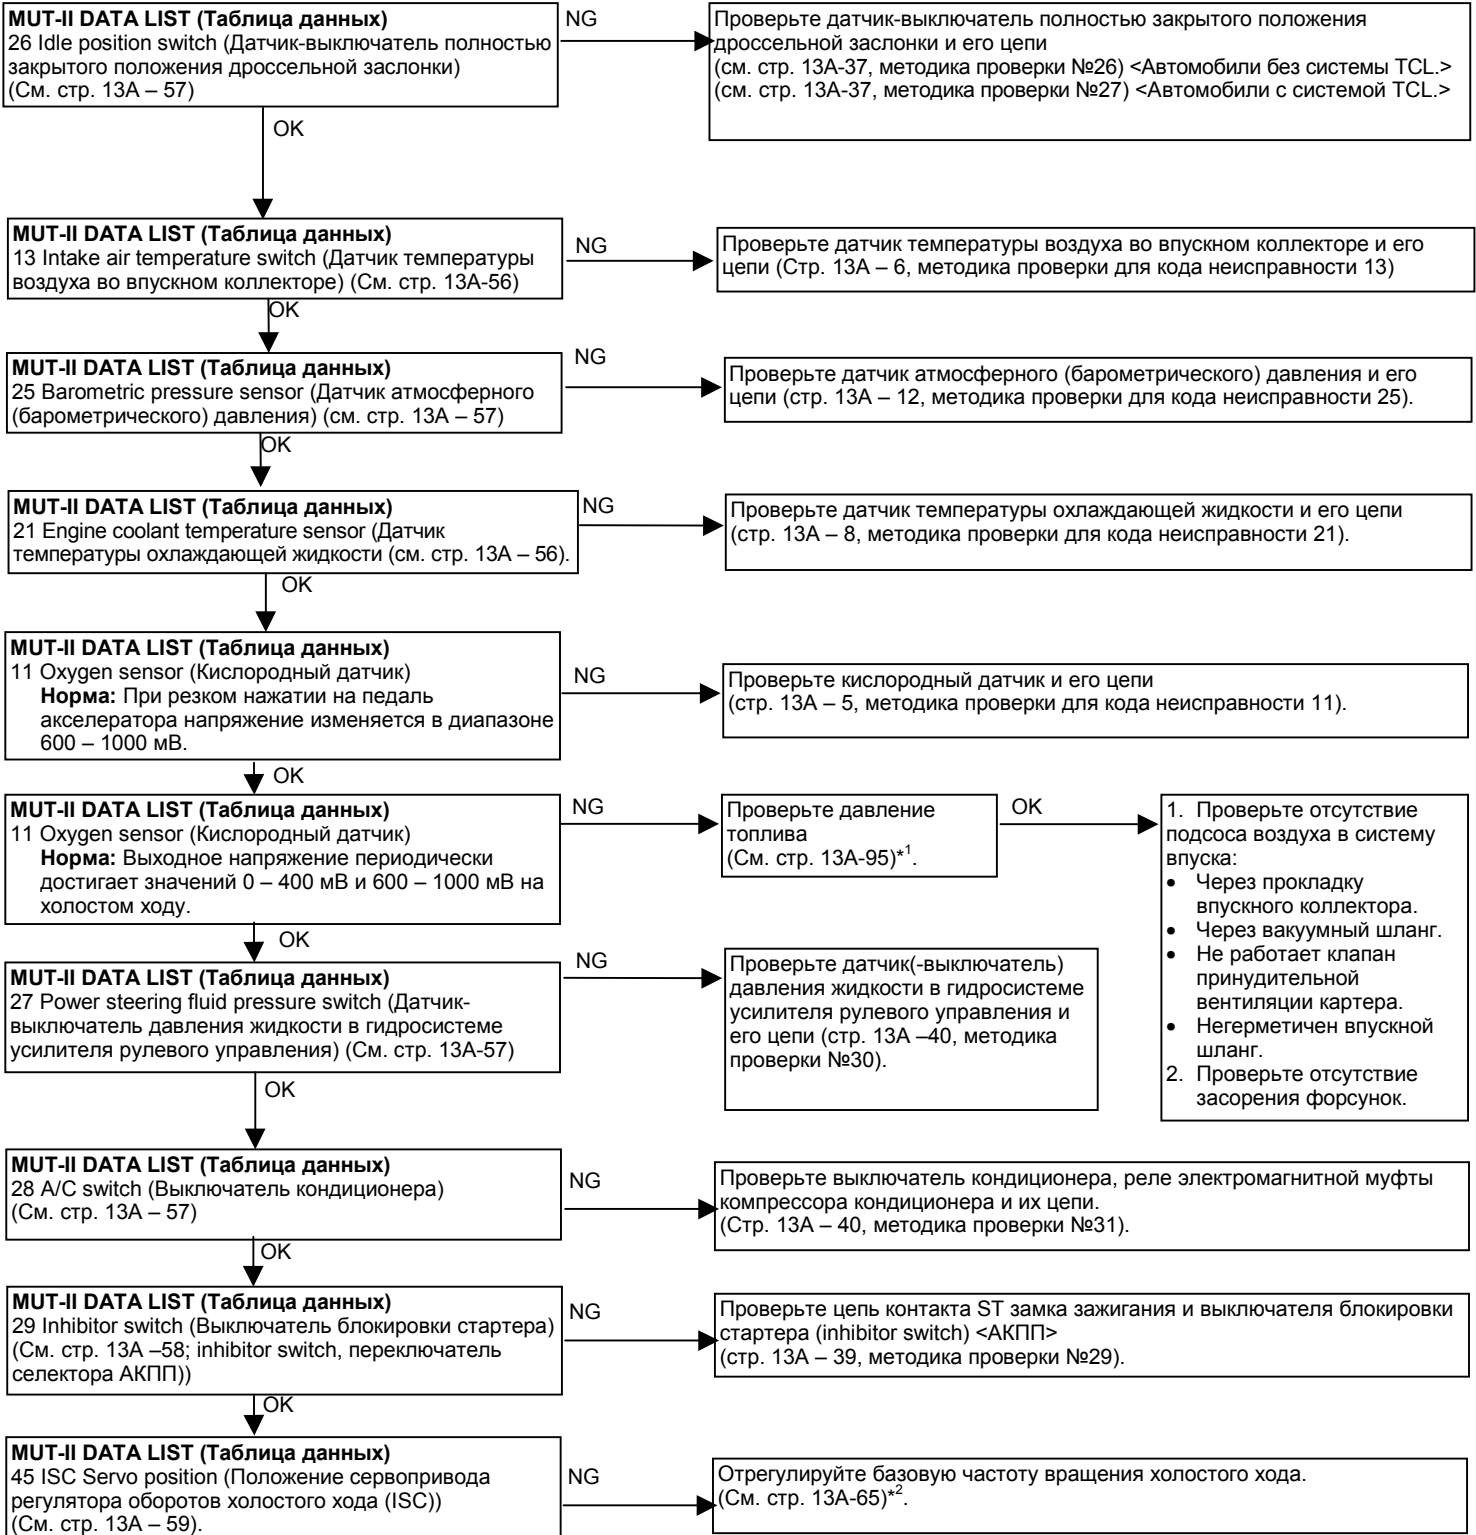 MUT-II DATA LIST (Таблица данных)
26 Idle position switch (Датчик-выключатель полностью
закрытого положения дроссельной заслонки)
(См. стр. 13А – 57)
NG
Проверьте датчик-выключатель полностью закрытого положения
дроссельной заслонки и его цепи
(см. стр. 13А-37, методика проверки №26) <Автомобили без системы TCL.>
(см. стр. 13А-37, методика проверки №27) <Автомобили с системой TCL.>
OK
MUT-II DATA LIST (Таблица данных)
13 Intake air temperature switch (Датчик температуры
воздуха во впускном коллекторе) (См. стр. 13А-56)
NG
Проверьте датчик температуры воздуха во впускном коллекторе и его
цепи (Стр. 13А – 6, методика проверки для кода неисправности 13)
OK
MUT-II DATA LIST (Таблица данных)
25 Barometric pressure sensor (Датчик атмосферного
(барометрического) давления) (см. стр. 13А – 57)
NG
Проверьте датчик атмосферного (барометрического) давления и его
цепи (стр. 13А – 12, методика проверки для кода неисправности 25).
OK
MUT-II DATA LIST (Таблица данных)
21 Engine coolant temperature sensor (Датчик
температуры охлаждающей жидкости (см. стр. 13А – 56).
NG
Проверьте датчик температуры охлаждающей жидкости и его цепи
(стр. 13А – 8, методика проверки для кода неисправности 21).
OK
MUT-II DATA LIST (Таблица данных)
11 Oxygen sensor (Кислородный датчик)
Норма: При резком нажатии на педаль
акселератора напряжение изменяется в диапазоне
600 – 1000 мВ.
NG
Проверьте кислородный датчик и его цепи
(стр. 13А – 5, методика проверки для кода неисправности 11).
OK
MUT-II DATA LIST (Таблица данных)
11 Oxygen sensor (Кислородный датчик)
Норма: Выходное напряжение периодически
достигает значений 0 – 400 мВ и 600 – 1000 мВ на
холостом ходу.
NG
Проверьте давление
топлива
(См. стр. 13А-95)*1.
OK
1. Проверьте отсутствие
подсоса воздуха в систему
впуска:
• Через прокладку
впускного коллектора.
• Через вакуумный шланг.
• Не работает клапан
принудительной
вентиляции картера.
• Негерметичен впускной
шланг.
2. Проверьте отсутствие
засорения форсунок.
OK
MUT-II DATA LIST (Таблица данных)
27 Power steering fluid pressure switch (Датчик-
выключатель давления жидкости в гидросистеме
усилителя рулевого управления) (См. стр. 13А-57)
NG
Проверьте датчик(-выключатель)
давления жидкости в гидросистеме
усилителя рулевого управления и
его цепи (стр. 13А –40, методика
проверки №30).
OK
MUT-II DATA LIST (Таблица данных)
28 A/C switch (Выключатель кондиционера)
(См. стр. 13А – 57)
NG
Проверьте выключатель кондиционера, реле электромагнитной муфты
компрессора кондиционера и их цепи.
(Стр. 13А – 40, методика проверки №31).
OK
MUT-II DATA LIST (Таблица данных)
29 Inhibitor switch (Выключатель блокировки стартера)
(См. стр. 13А –58; inhibitor switch, переключатель
селектора АКПП))
NG
Проверьте цепь контакта ST замка зажигания и выключателя блокировки
стартера (inhibitor switch) <АКПП>
(стр. 13А – 39, методика проверки №29).
OK
MUT-II DATA LIST (Таблица данных)
45 ISC Servo position (Положение сервопривода
регулятора оборотов холостого хода (ISC))
(См. стр. 13А – 59).
NG
Отрегулируйте базовую частоту вращения холостого хода.
(См. стр. 13А-65)*2.